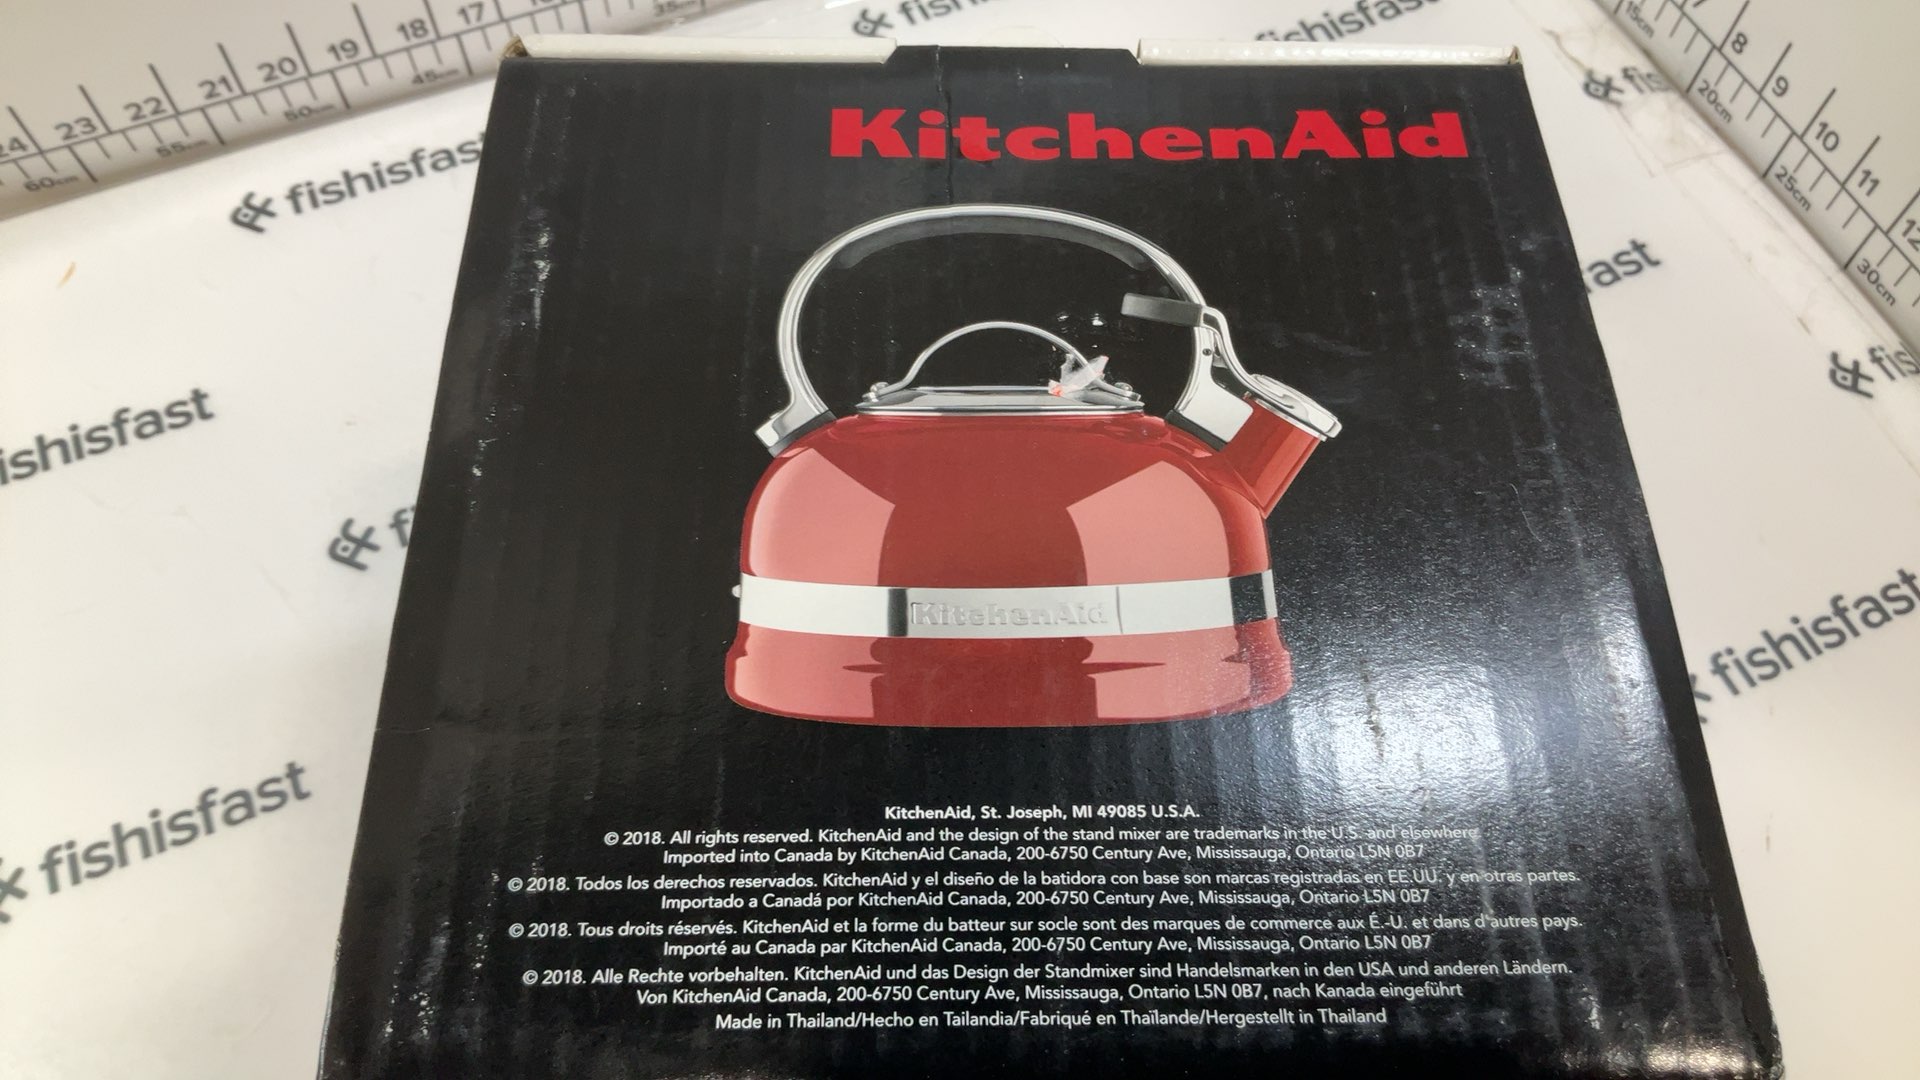 24 23 22 21 20 19 18 17
60cm 55cm 50cm 45cm 35cm
8 9 10 11 12
15cm 20cm 25cm 30cm
fishisfast
fishisfast
fishisfast
fishisfast
fishisfast
KitchenAid
KitchenAid
KitchenAid, St. Joseph, MI 49085 U.S.A.
© 2018. All rights reserved. KitchenAid and the design of the stand mixer are trademarks in the U.S. and elsewhere.
Imported into Canada by KitchenAid Canada, 200-6750 Century Ave, Mississauga, Ontario L5N 0B7
© 2018. Todos los derechos reservados. KitchenAid y el diseño de la batidora con base son marcas registradas en EE.UU. y en otras partes.
Importado a Canadá por KitchenAid Canada, 200-6750 Century Ave, Mississauga, Ontario L5N 0B7
© 2018. Tous droits réservés. KitchenAid et la forme du batteur sur socle sont des marques de commerce aux É.-U. et dans d'autres pays.
Importé au Canada par KitchenAid Canada, 200-6750 Century Ave, Mississauga, Ontario L5N 0B7
© 2018. Alle Rechte vorbehalten. KitchenAid und das Design der Standmixer sind Handelsmarken in den USA und anderen Ländern.
Von KitchenAid Canada, 200-6750 Century Ave, Mississauga, Ontario L5N 0B7, nach Kanada eingeführt
Made in Thailand/Hecho en Tailandia/Fabriqué en Thaïlande/Hergestellt in Thailand